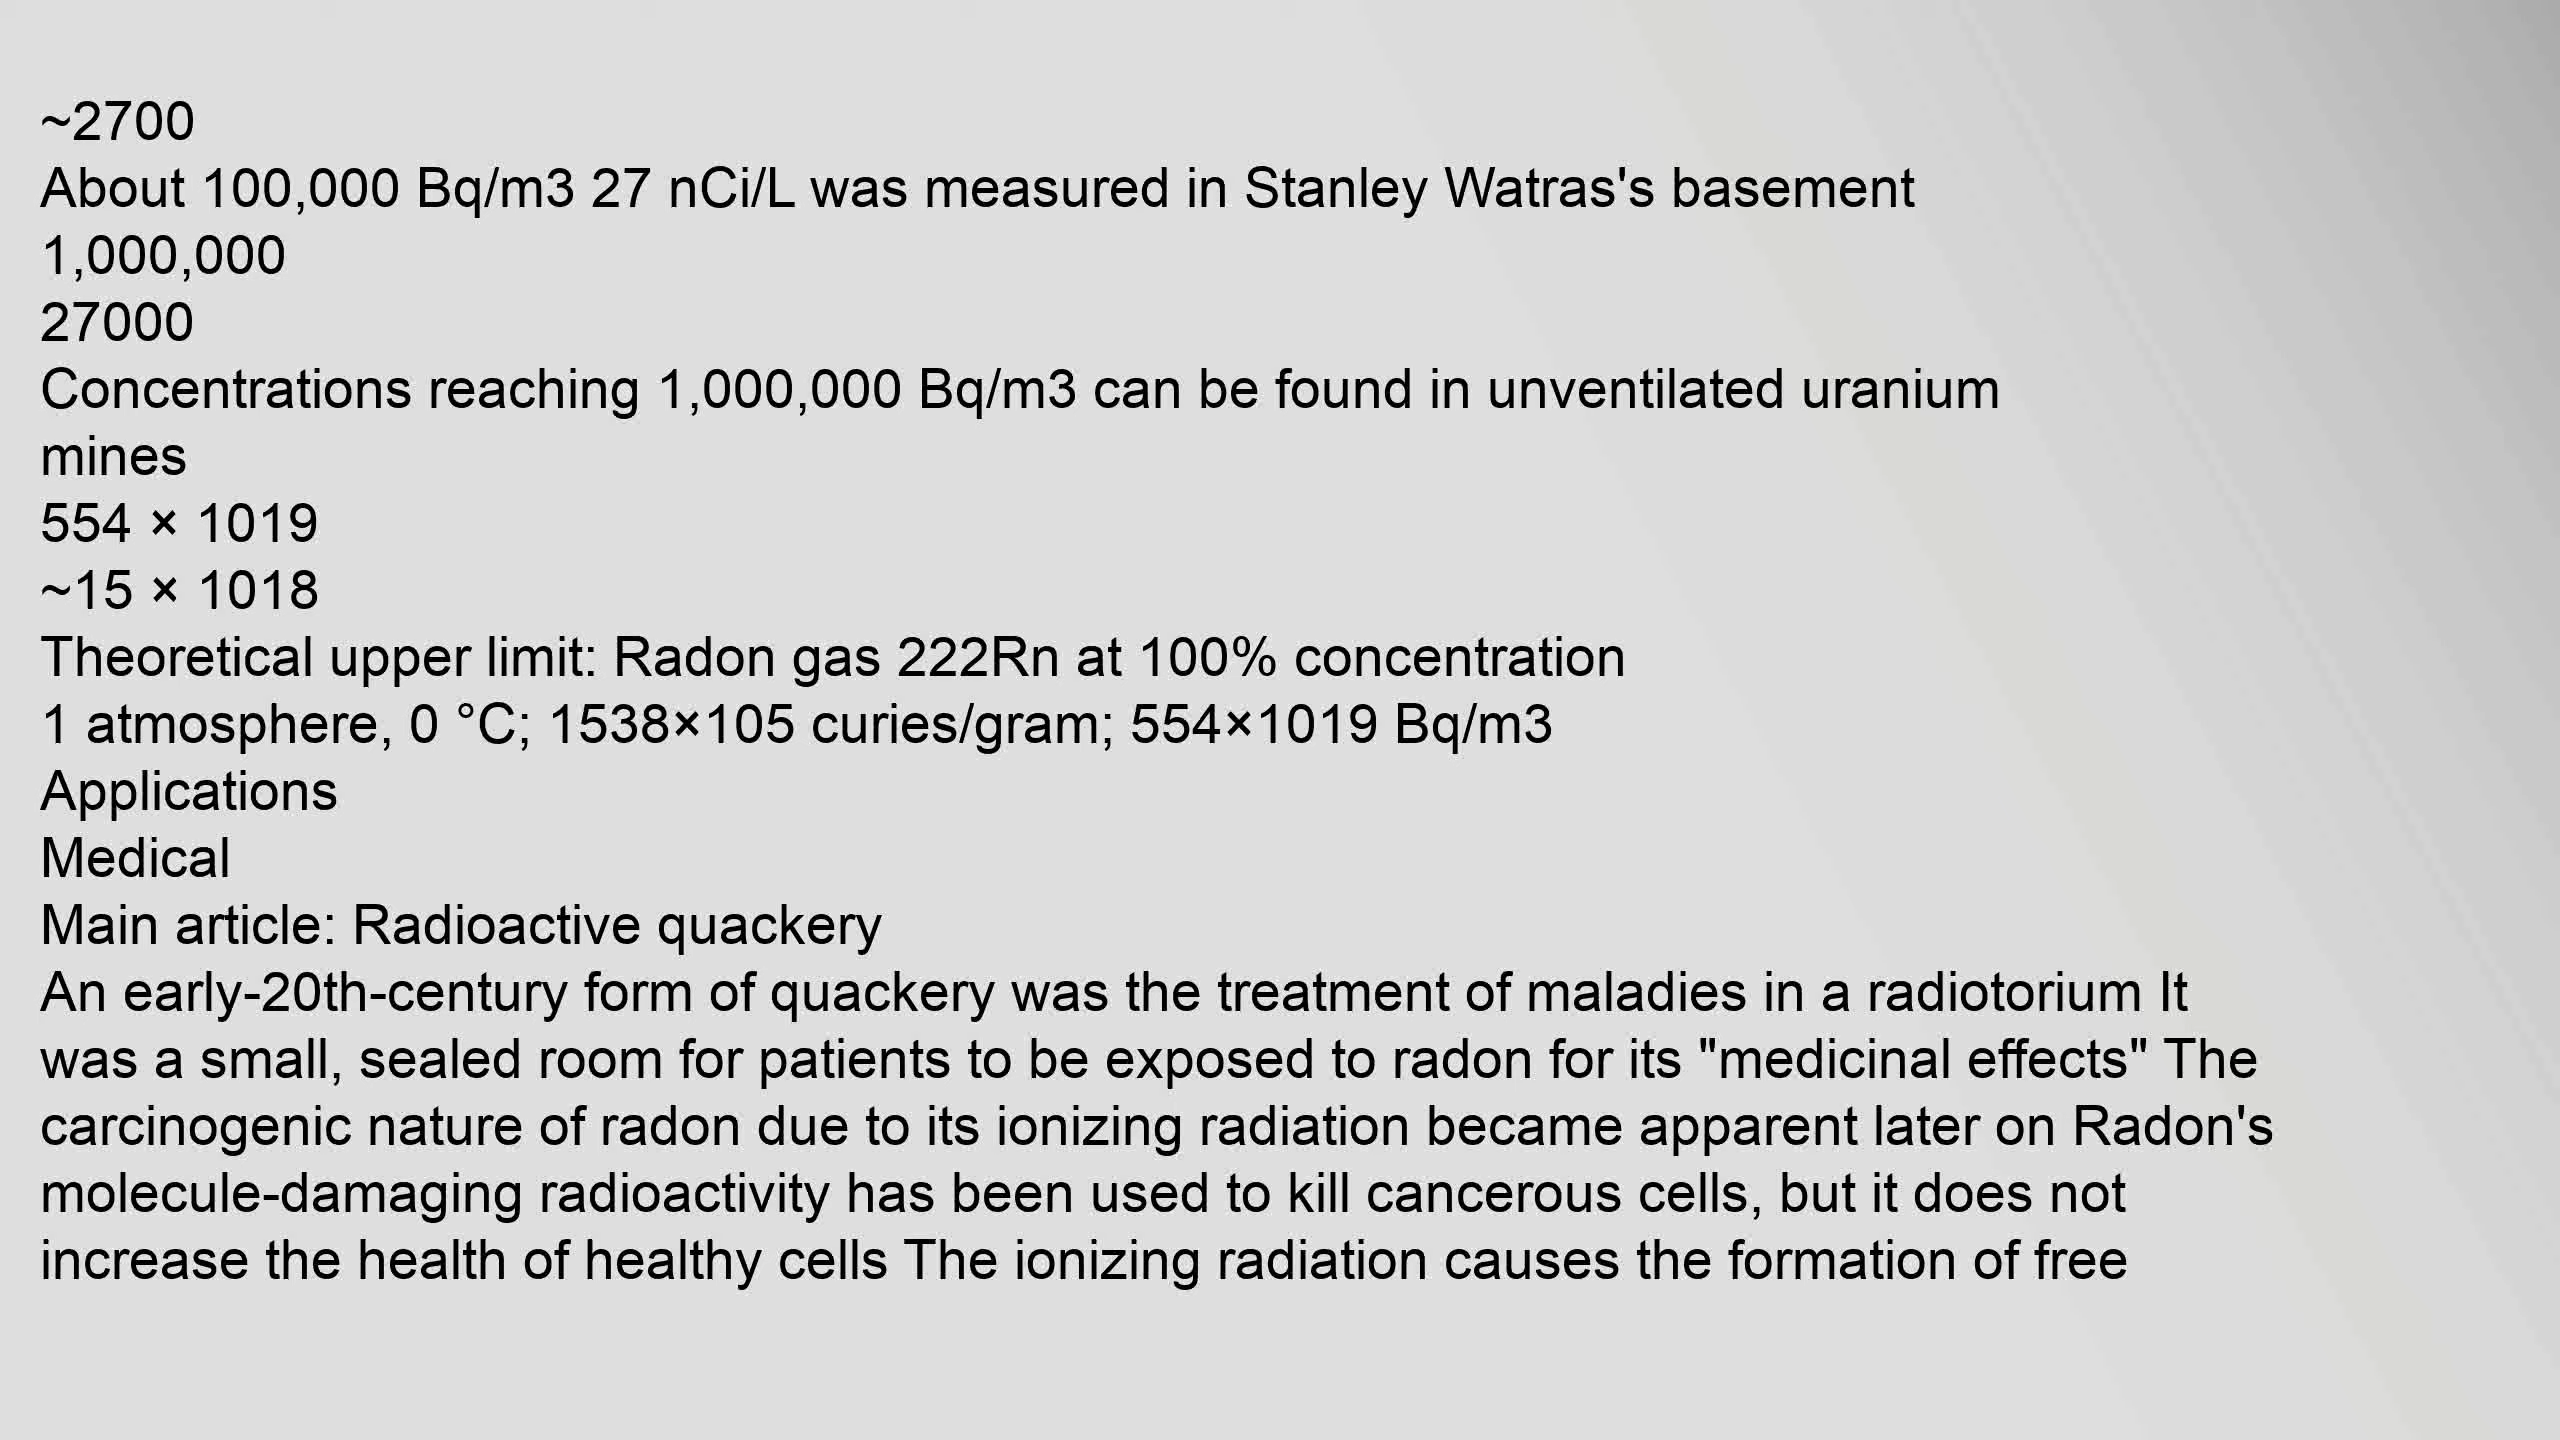 ~2700
About 100,000 Bq/m3 27 nCi/L was measured in Stanley Watras's basement
1,000,000
27000
Concentrations reaching 1,000,000 Bq/m3 can be found in unventilated uranium
mines
554 × 1019
~15 × 1018
Theoretical upper limit: Radon gas 222Rn at 100% concentration
1 atmosphere, 0 °C; 1538×105 curies/gram; 554×1019 Bq/m3
Applications
Medical
Main article: Radioactive quackery
An early-20th-century form of quackery was the treatment of maladies in a radiotorium It
was a small, sealed room for patients to be exposed to radon for its "medicinal effects" The
carcinogenic nature of radon due to its ionizing radiation became apparent later on Radon's
molecule-damaging radioactivity has been used to kill cancerous cells, but it does not
increase the health of healthy cells The ionizing radiation causes the formation of free